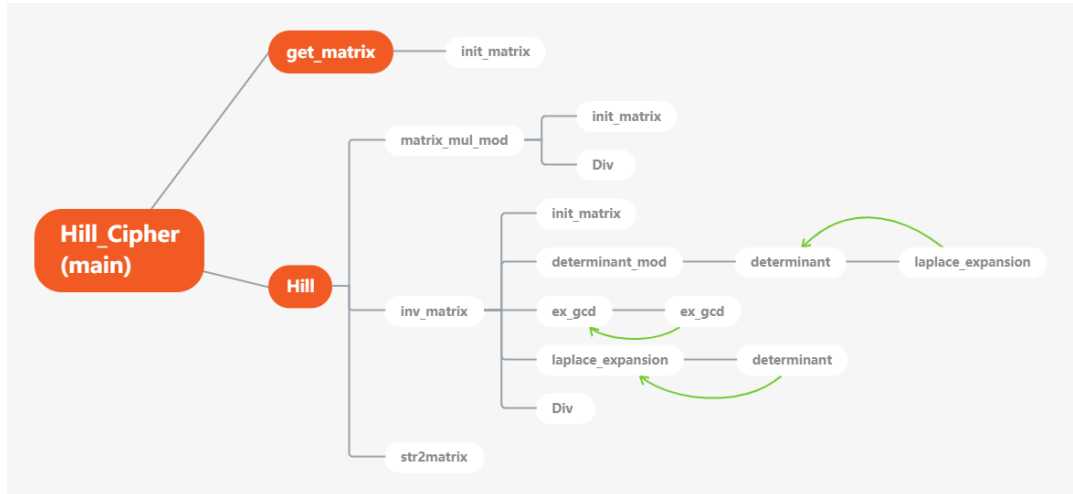 get_matrix
init_matrix
Hill_Cipher
(main)
Hill
matrix_mul_mod
init_matrix
Div
inv_matrix
init_matrix
determinant_mod
determinant
laplace_expansion
ex_gcd
ex_gcd
laplace_expansion
determinant
Div
str2matrix